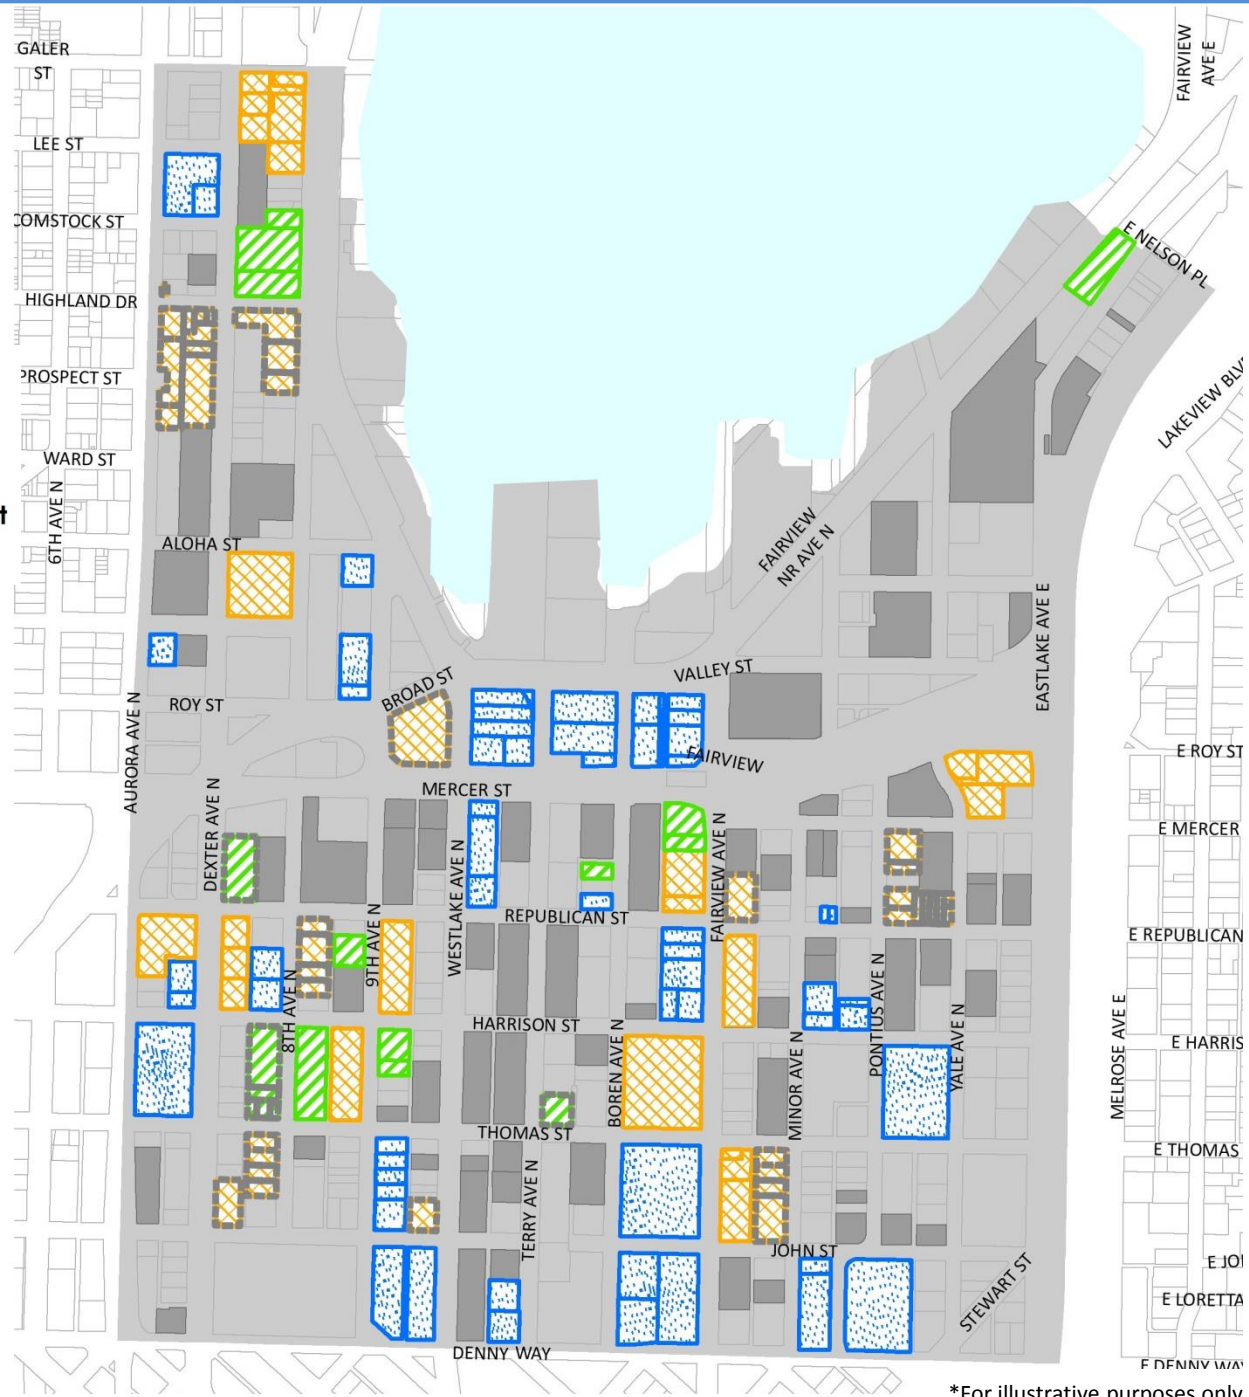 GALER
ST
FAIRVIEW
AVE E
LEE ST
COMSTOCK ST
E NELSON PL
HIGHLAND DR
PROSPECT ST
LAKEVIEW BLV
WARD ST
6TH AVE N
t
ALOHA ST
FAIRVIEW
NR AVE N
EASTLAKE AVE E
VALLEY ST
BROAD ST
ROY ST
AURORA AVE N
FAIRVIEW
E ROY ST
MERCER ST
DEXTER AVE N
E MERCER
WESTLAKE AVE N
FAIRVIEW AVE N
REPUBLICAN ST
9TH AVE N
E REPUBLICAN
8TH AVE N
PONTIUS AVE N
HARRISON ST
BOREN AVE N
MINOR AVE N
YALE AVE N
MELROSE AVE E
E HARRIS
THOMAS ST
E THOMAS
TERRY AVE N
JOHN ST
STEWART ST
E JO
E LORETTA
DENNY WAY
E DENNY WAY
*For illustrative purposes only